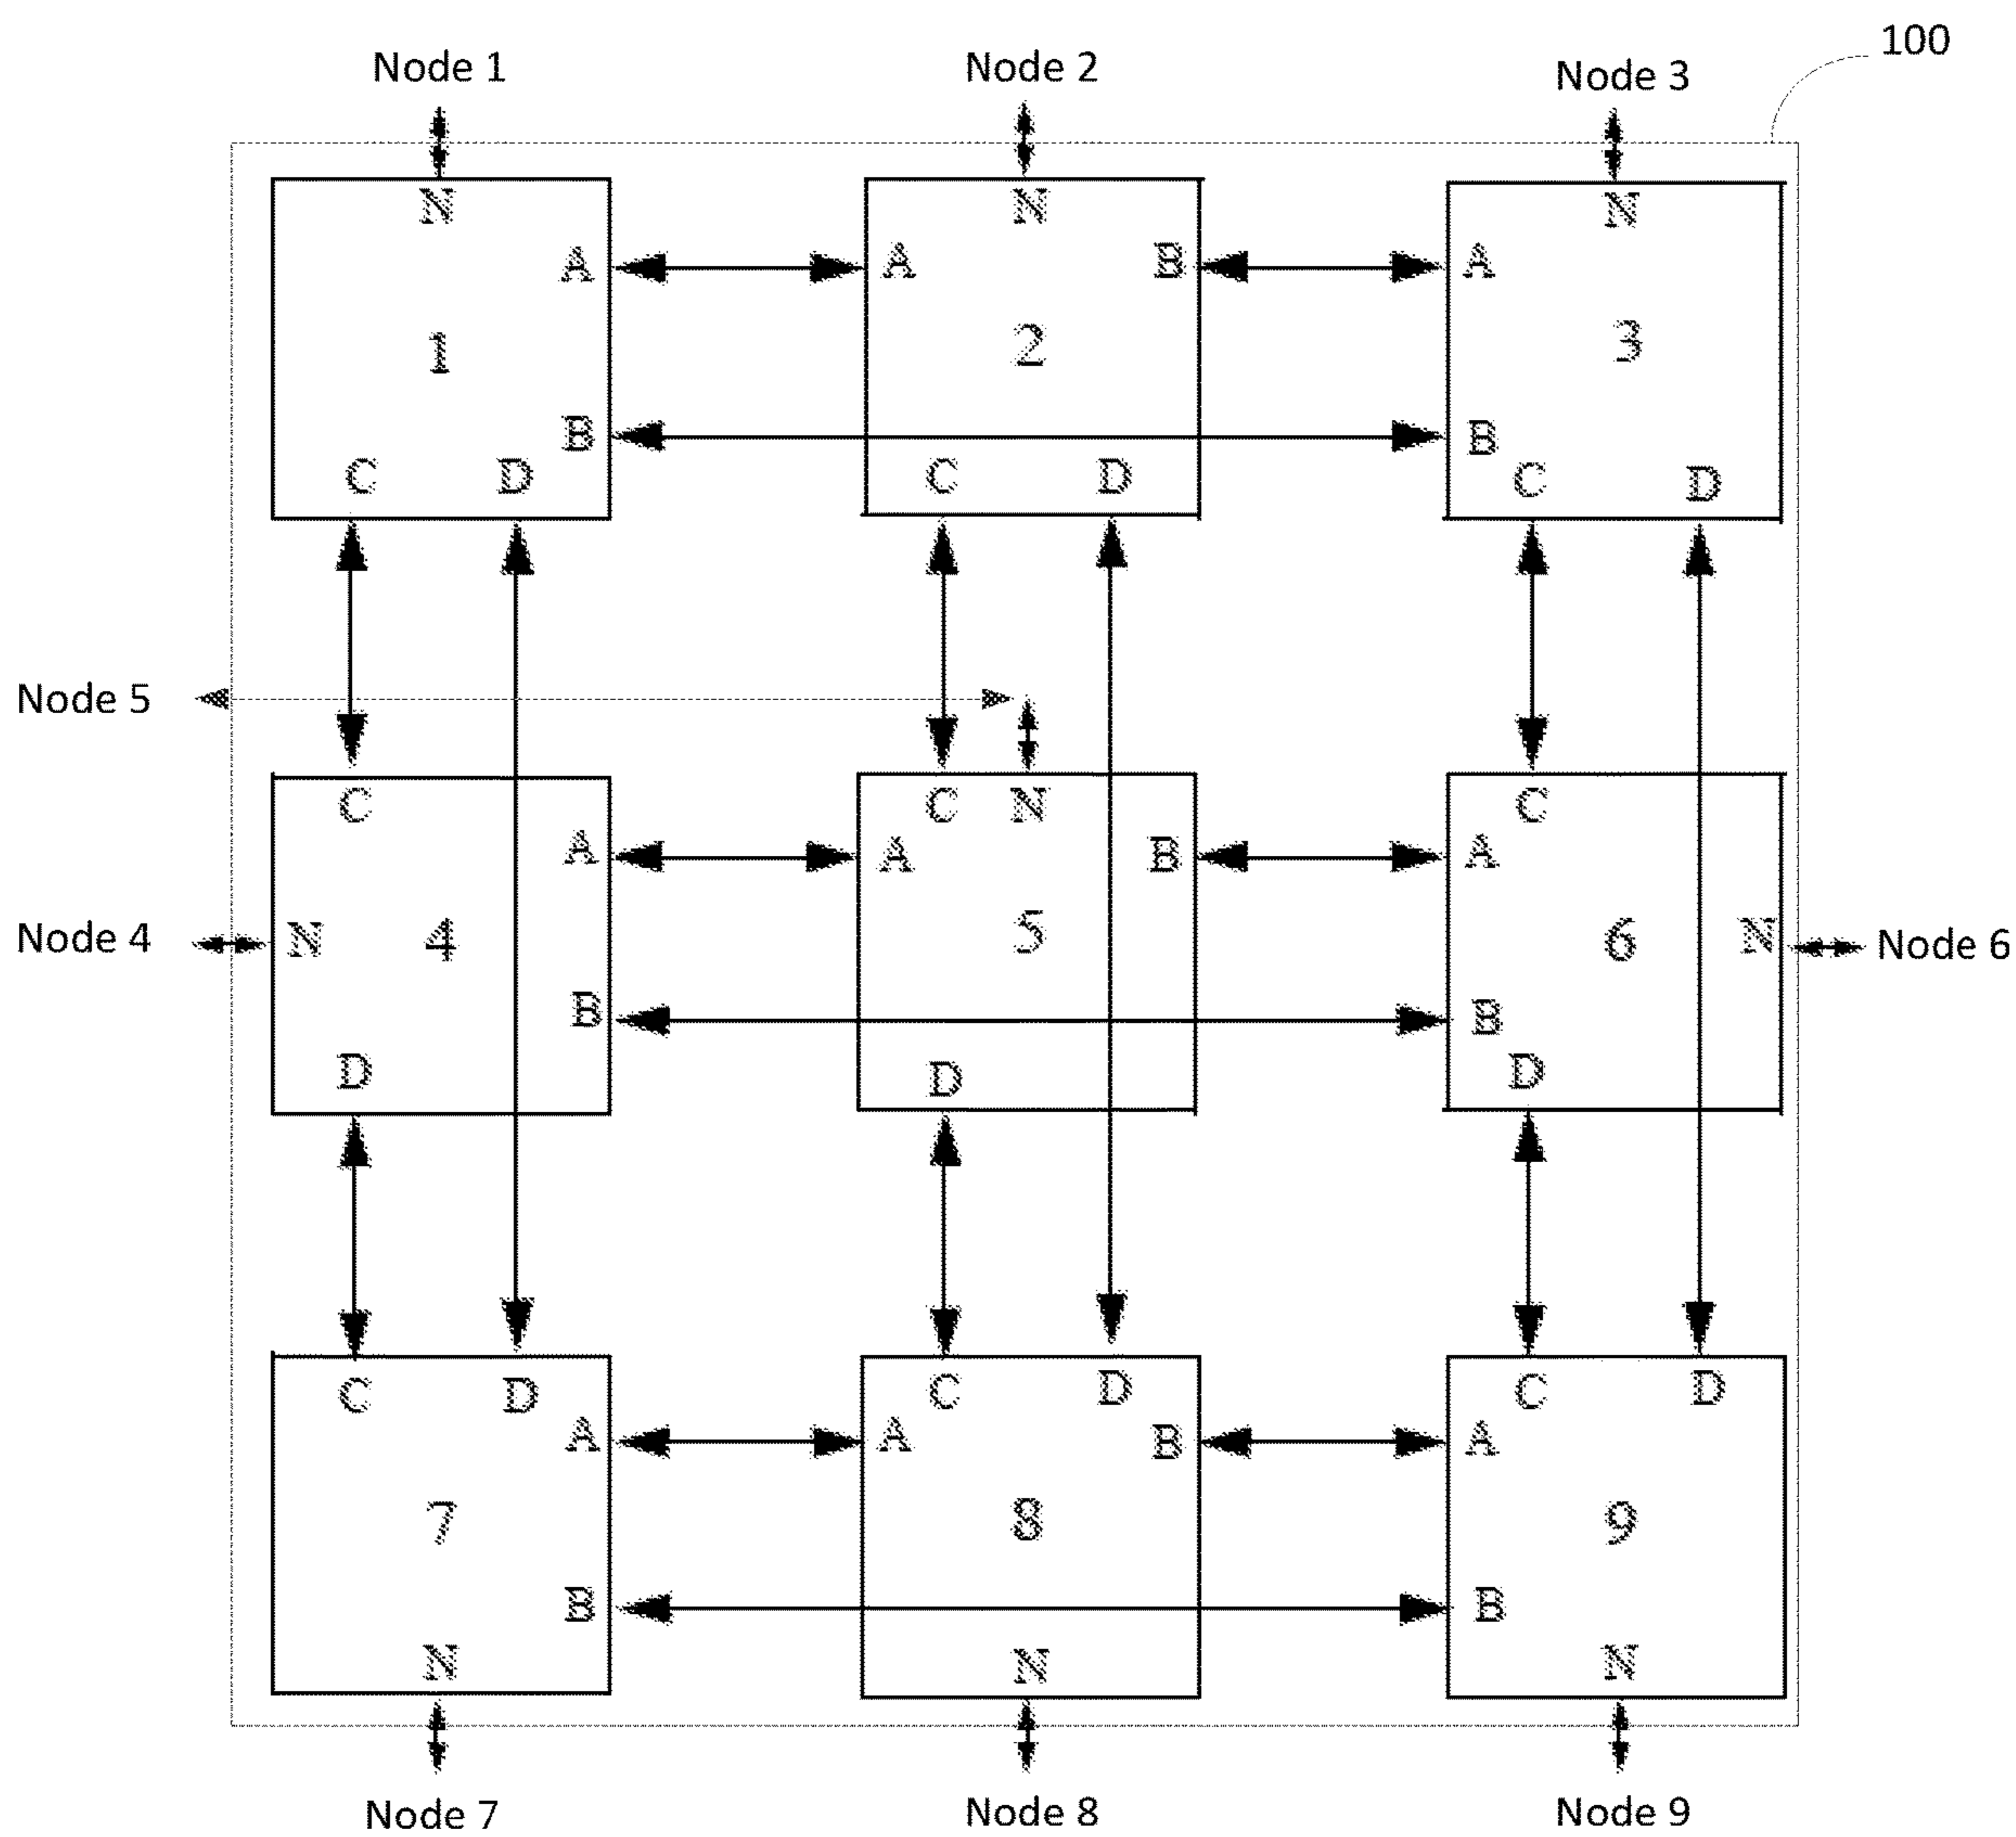 100
Node 1 Node 2 Node 3
N N N
A A B A
1 2 3
B B
C D C D C D
Node 5
C C N C
A A B A
Node 4 N 4 5 6 N Node 6
B B
D D D
C D C D C D
A A B A
7 8 9
B B
N N N
Node 7 Node 8 Node 9